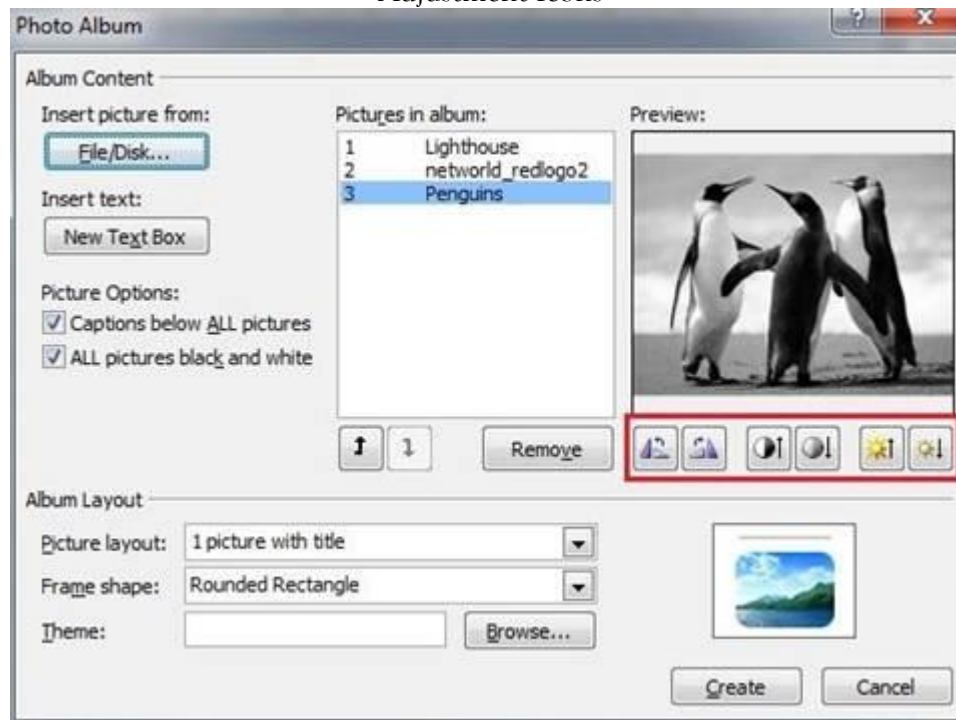 Adjustment Icons
Photo Album
?
X
Album Content
Insert picture from:
File/Disk...
Insert text:
New Text Box
Picture Options:
Captions below ALL pictures
ALL pictures black and white
Pictures in album:
1 Lighthouse
2 networld_redlogo2
3 Penguins
Remove
Preview:
Album Layout
Picture layout: 1 picture with title
Frame shape: Rounded Rectangle
Theme:
Browse...
Create
Cancel